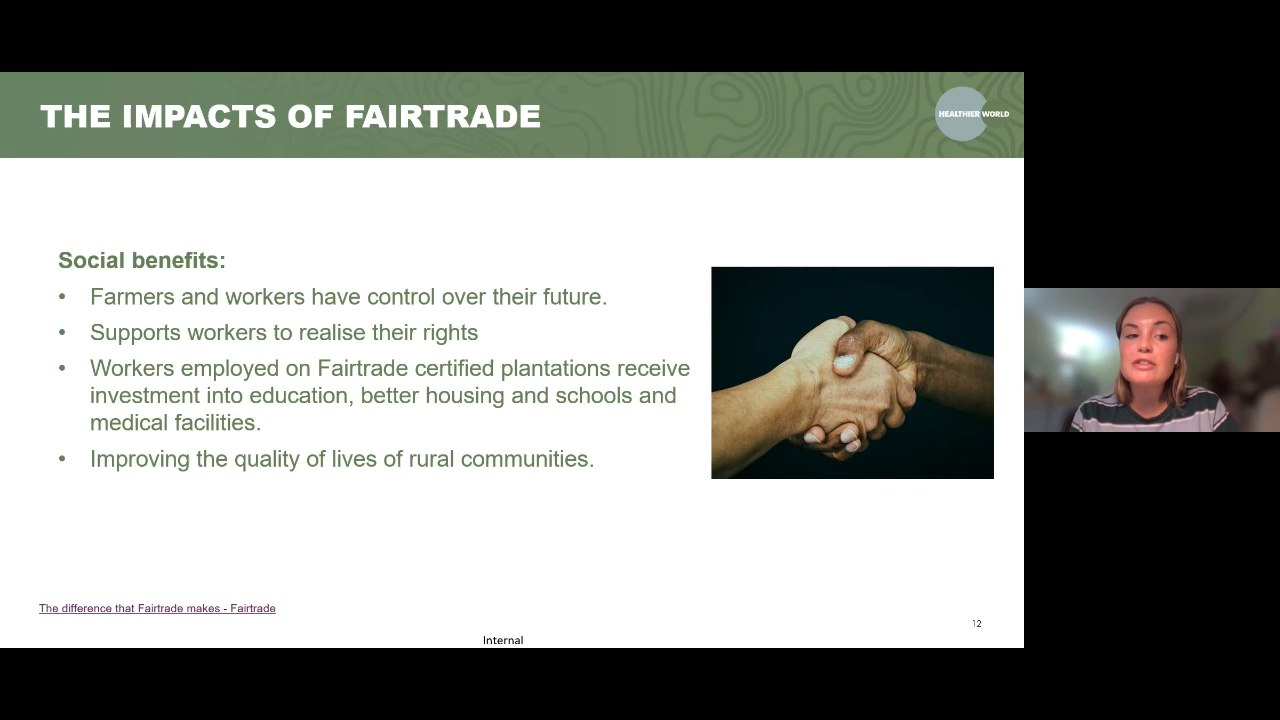 THE IMPACTS OF FAIRTRADE
HEALTHIER WORLD
Social benefits:
• Farmers and workers have control over their future.
• Supports workers to realise their rights
• Workers employed on Fairtrade certified plantations receive
investment into education, better housing and schools and
medical facilities.
• Improving the quality of lives of rural communities.
The difference that Fairtrade makes - Fairtrade
12
Internal